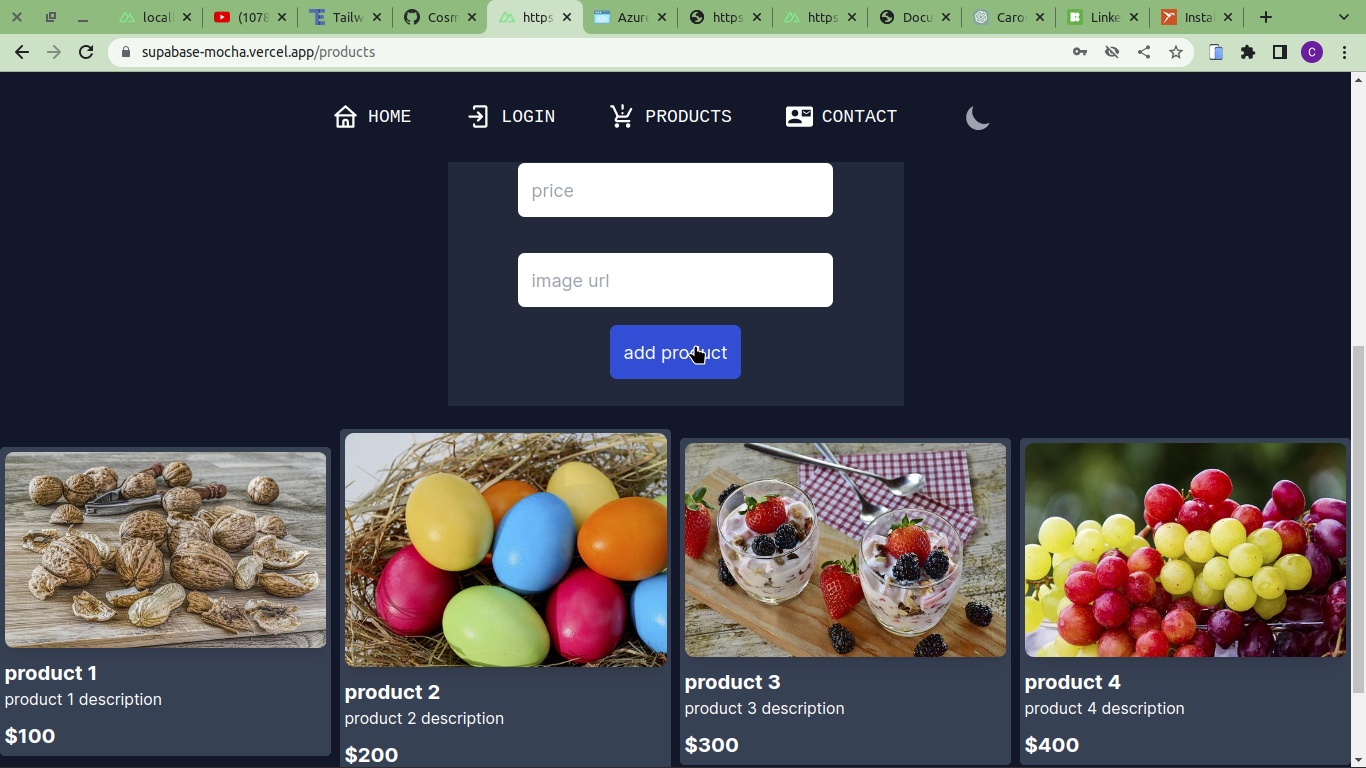 local
(1078
Tailw
Cosm
https
Azure
https
https
Docu
Caro
Linke
Insta
supabase-mocha.vercel.app/products
C
HOME LOGIN PRODUCTS CONTACT
price
image url
add product
product 1
product 1 description
$100
product 2
product 2 description
$200
product 3
product 3 description
$300
product 4
product 4 description
$400